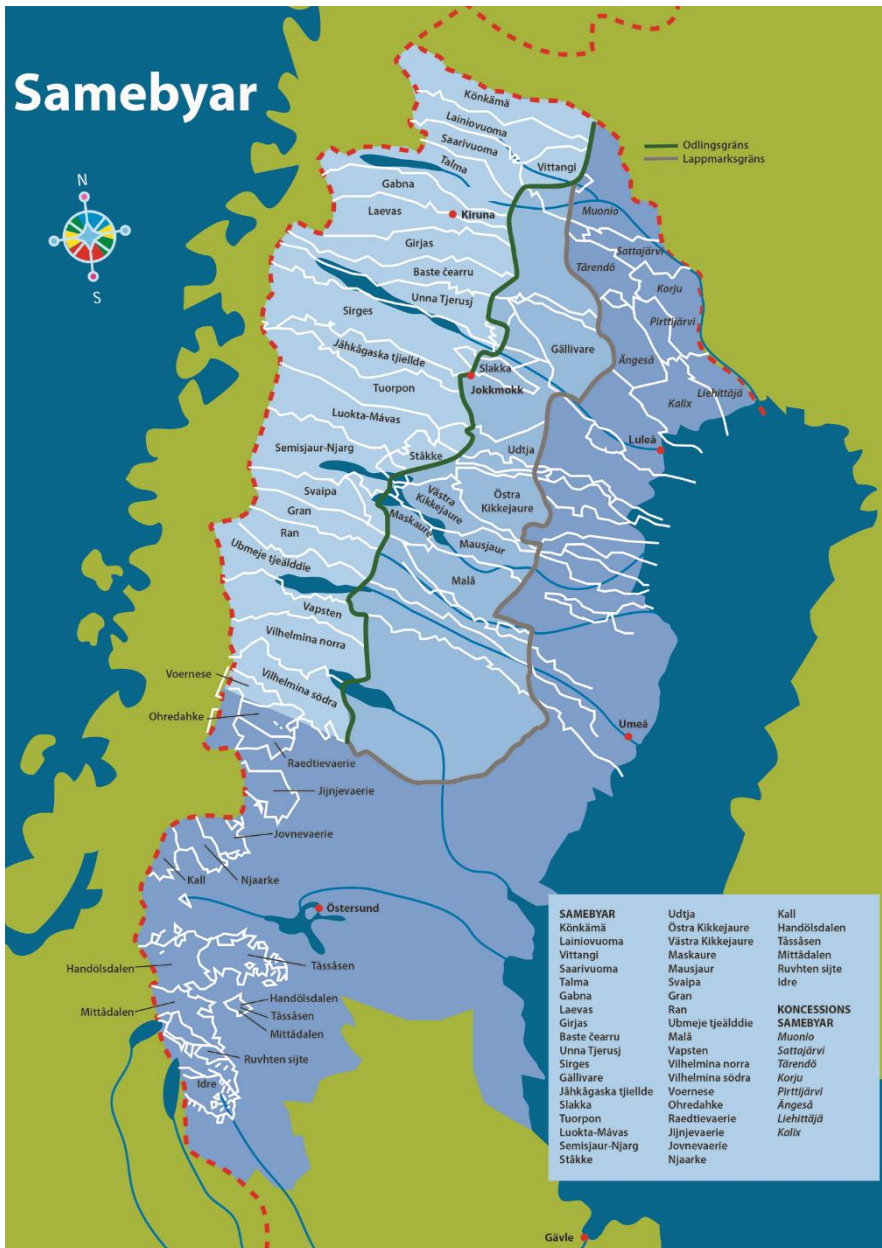 Samebyar
N
S
Könkämä
Lainiovuoma
Saarivuoma
Talma
Vittangi
Odlingsgräns
Lappmarksgräns
Gabna
Laevas
Kiruna
Muonio
Girjas
Sattajärvi
Tärendö
Baste čearru
Korju
Unna Tjerusj
Sirges
Pirttijärvi
Jåhkågaska tjiellde
Gällivare
Ängeså
Slakka
Jokkmokk
Tuorpon
Liehittäjä
Kalix
Luokta-Mávas
Luleå
Semisjaur-Njarg
Ståkke
Udtja
Svaipa
Västra
Kikkejaure
Östra
Kikkejaure
Gran
Maskaure
Ran
Mausjaur
Ubmeje tjeälddie
Malå
Vapsten
Vilhelmina norra
Voernese
Vilhelmina södra
Ohredahke
Umeå
Raedtievaerie
Jijnjevaerie
Jovnevaerie
Kall
Njaarke
Östersund
Handölsdalen
Tåssåsen
Mittådalen
Handölsdalen
Tåssåsen
Mittådalen
Ruvhten sijte
Idre
SAMEBYAR
Könkämä
Lainiovuoma
Vittangi
Saarivuoma
Talma
Gabna
Laevas
Girjas
Baste čearru
Unna Tjerusj
Sirges
Gällivare
Jåhkågaska tjiellde
Slakka
Tuorpon
Luokta-Mávas
Semisjaur-Njarg
Ståkke
Udtja
Östra Kikkejaure
Västra Kikkejaure
Maskaure
Mausjaur
Svaipa
Gran
Ran
Ubmeje tjeälddie
Malå
Vapsten
Vilhelmina norra
Vilhelmina södra
Voernese
Ohredahke
Raedtievaerie
Jijnjevaerie
Jovnevaerie
Njaarke
Kall
Handölsdalen
Tåssåsen
Mittådalen
Ruvhten sijte
Idre
KONCESSIONS
SAMEBYAR
Muonio
Sattajärvi
Tärendö
Korju
Pirttijärvi
Ängeså
Liehittäjä
Kalix
Gävle